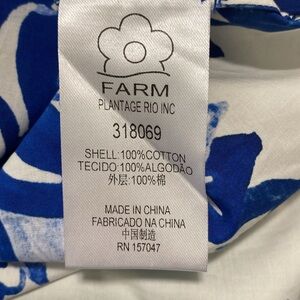 FARM
PLANTAGE RIO INC
318069
SHELL:100%COTTON
TECIDO:100%ALGODÃO
外层:100%棉
MADE IN CHINA
FABRICADO NA CHINA
中国制造
RN 157047